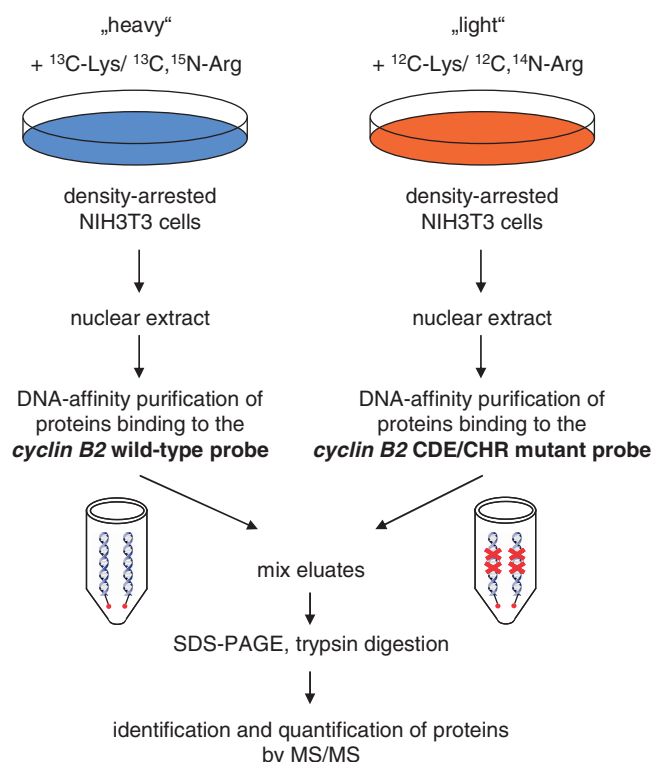 „heavy“
+ ¹³C-Lys/ ¹³C,¹⁵N-Arg
density-arrested
NIH3T3 cells
nuclear extract
DNA-affinity purification of
proteins binding to the
cyclin B2 wild-type probe
„light“
+ ¹²C-Lys/ ¹²C,¹⁴N-Arg
density-arrested
NIH3T3 cells
nuclear extract
DNA-affinity purification of
proteins binding to the
cyclin B2 CDE/CHR mutant probe
mix eluates
SDS-PAGE, trypsin digestion
identification and quantification of proteins
by MS/MS